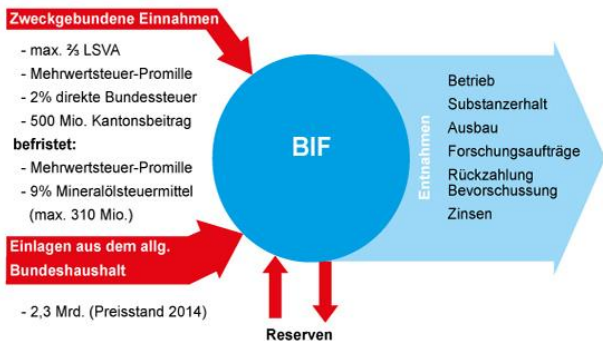 Zweckgebundene Einnahmen
- max. ⅔ LSVA
- Mehrwertsteuer-Promille
- 2% direkte Bundessteuer
- 500 Mio. Kantonsbeitrag
befristet:
- Mehrwertsteuer-Promille
- 9% Mineralölsteuermittel
(max. 310 Mio.)
Einlagen aus dem allg.
Bundeshaushalt
- 2,3 Mrd. (Preisstand 2014)
BIF
Reserven
Entnahmen
Betrieb
Substanzerhalt
Ausbau
Forschungsaufträge
Rückzahlung
Bevorschussung
Zinsen